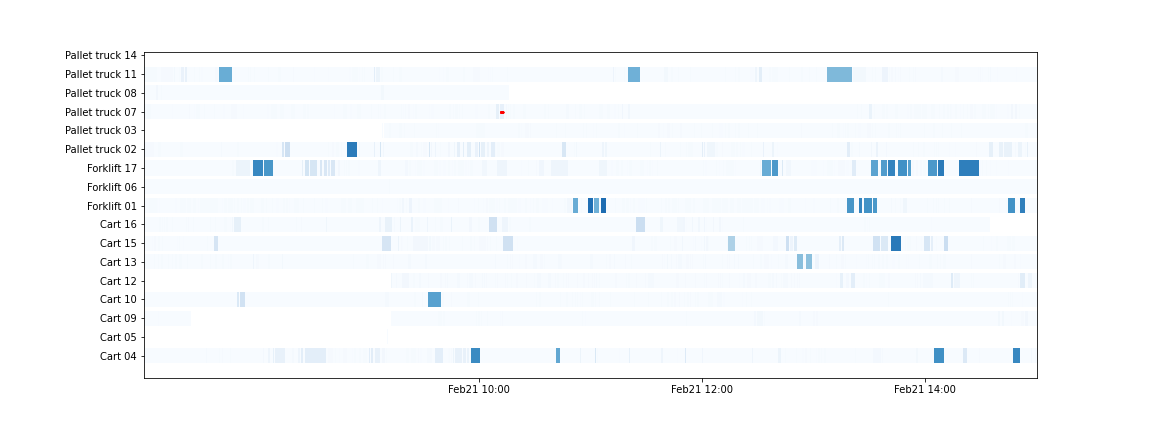 Pallet truck 14
Pallet truck 11
Pallet truck 08
Pallet truck 07
Pallet truck 03
Pallet truck 02
Forklift 17
Forklift 06
Forklift 01
Cart 16
Cart 15
Cart 13
Cart 12
Cart 10
Cart 09
Cart 05
Cart 04
Feb21 10:00 Feb21 12:00 Feb21 14:00